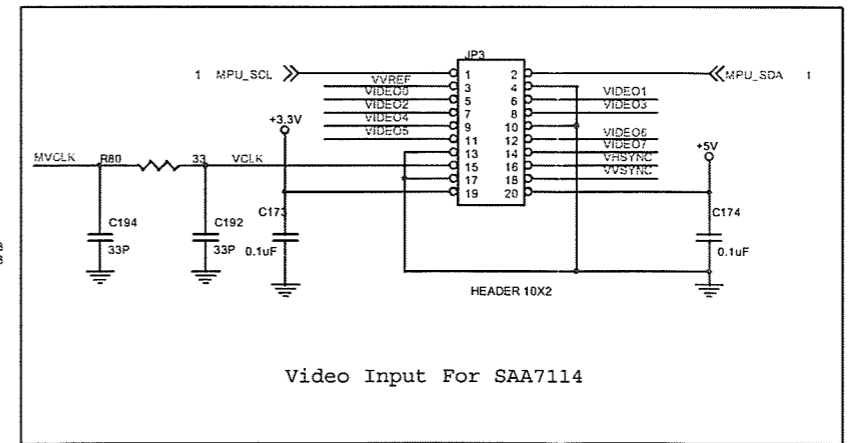 JP3
1 MPU_SCL 1 2 MPU_SDA 1
VVREF 3 4
VIDEO0 5 6 VIDEO1
VIDEO2 7 8 VIDEO3
VIDEO4 9 10
VIDEO5 11 12 VIDEO6
13 14 VIDEO7
MVCLK R80 33 VCLK 15 16 VHSYNC
17 18 VVSYNC
19 20
+3.3V
+5V
C194
33P
C192
33P
C173
0.1uF
C174
0.1uF
HEADER 10X2
Video Input For SAA7114